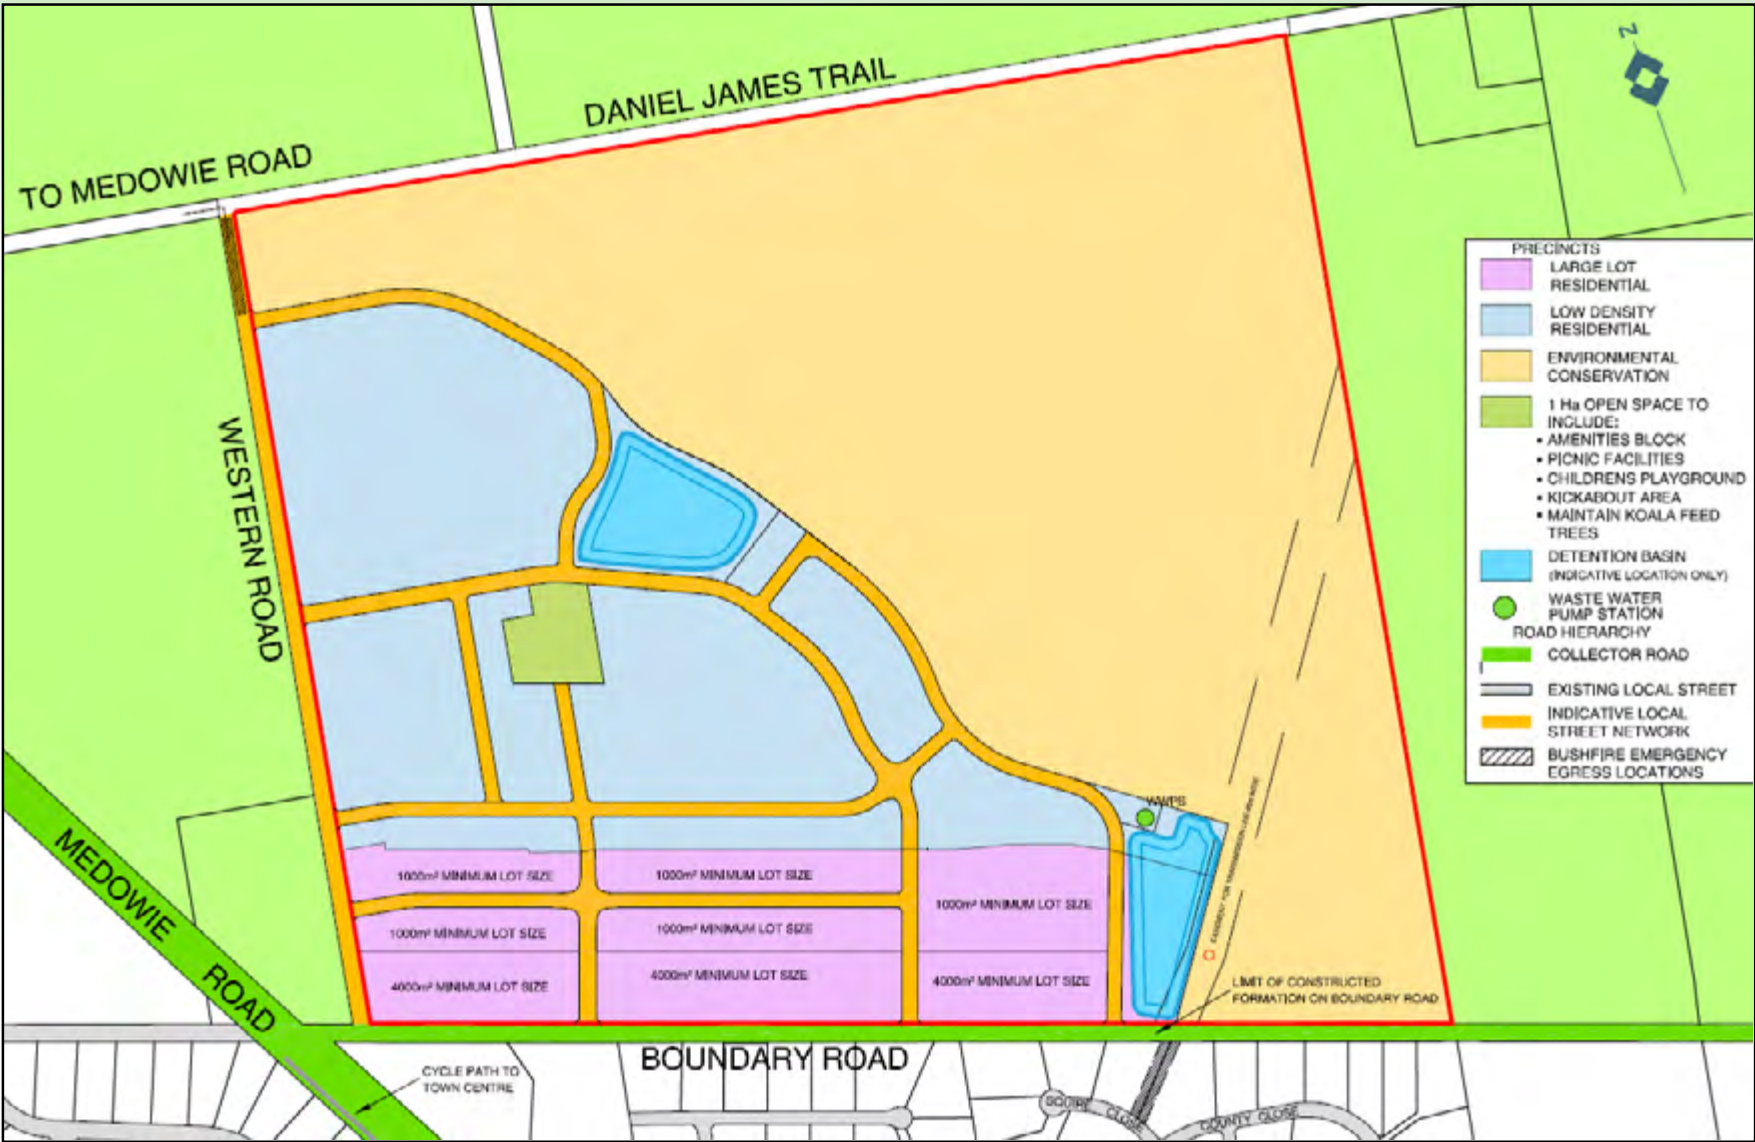 N
DANIEL JAMES TRAIL
TO MEDOWIE ROAD
WESTERN ROAD
MEDOWIE ROAD
WWPS
1000m² MINIMUM LOT SIZE
1000m² MINIMUM LOT SIZE
1000m² MINIMUM LOT SIZE
1000m² MINIMUM LOT SIZE
1000m² MINIMUM LOT SIZE
4000m² MINIMUM LOT SIZE
4000m² MINIMUM LOT SIZE
4000m² MINIMUM LOT SIZE
LIMIT OF CONSTRUCTED
FORMATION ON BOUNDARY ROAD
BOUNDARY ROAD
CYCLE PATH TO
TOWN CENTRE
SQUIRE CLOSE
COUNTY CLOSE
PRECINCTS
LARGE LOT
RESIDENTIAL
LOW DENSITY
RESIDENTIAL
ENVIRONMENTAL
CONSERVATION
1 Ha OPEN SPACE TO
INCLUDE:
• AMENITIES BLOCK
• PICNIC FACILITIES
• CHILDRENS PLAYGROUND
• KICKABOUT AREA
• MAINTAIN KOALA FEED
TREES
DETENTION BASIN
(INDICATIVE LOCATION ONLY)
WASTE WATER
PUMP STATION
ROAD HIERARCHY
COLLECTOR ROAD
EXISTING LOCAL STREET
INDICATIVE LOCAL
STREET NETWORK
BUSHFIRE EMERGENCY
EGRESS LOCATIONS